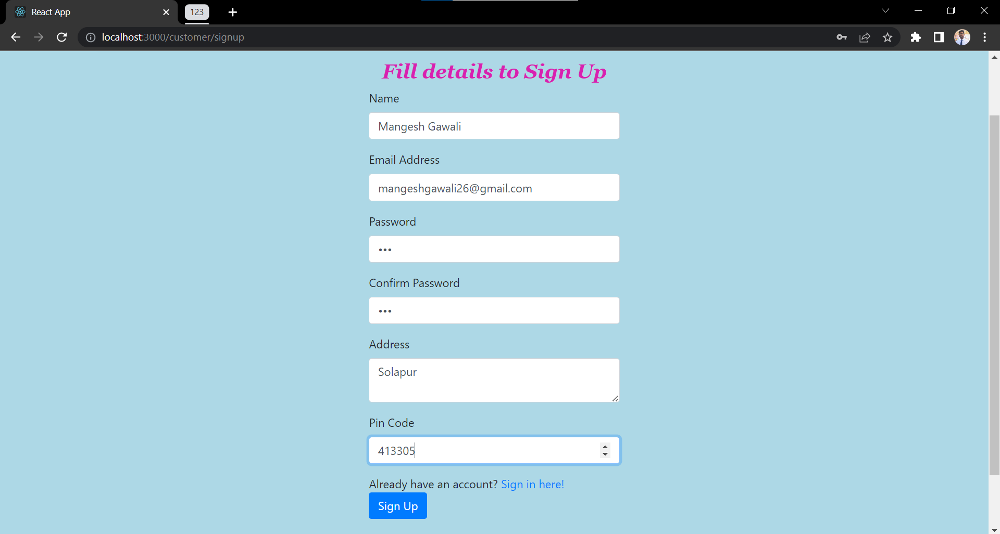 React App
123
localhost:3000/customer/signup
Fill details to Sign Up
Name
Mangesh Gawali
Email Address
mangeshgawali26@gmail.com
Password
•••
Confirm Password
•••
Address
Solapur
Pin Code
413305
Already have an account? Sign in here!
Sign Up